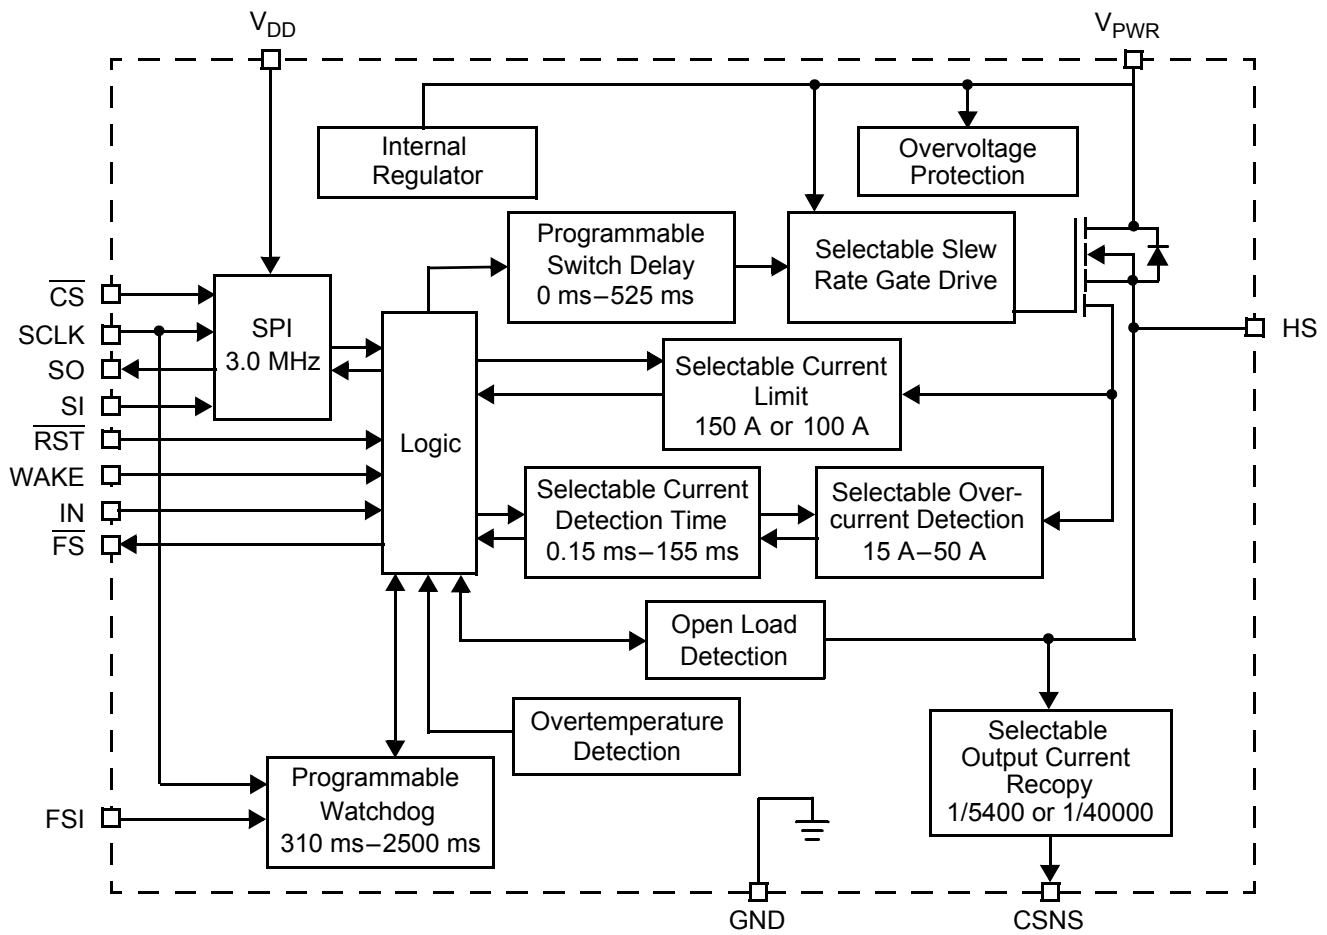 VDD
VPWR
Internal
Regulator
Overvoltage
Protection
Programmable
Switch Delay
0 ms–525 ms
Selectable Slew
Rate Gate Drive
CS
SCLK
SO
SI
RST
WAKE
IN
FS
SPI
3.0 MHz
Logic
Selectable Current
Limit
150 A or 100 A
HS
Selectable Current
Detection Time
0.15 ms–155 ms
Selectable Over-
current Detection
15 A–50 A
Open Load
Detection
Overtemperature
Detection
Selectable
Output Current
Recopy
1/5400 or 1/40000
Programmable
Watchdog
310 ms–2500 ms
FSI
GND
CSNS